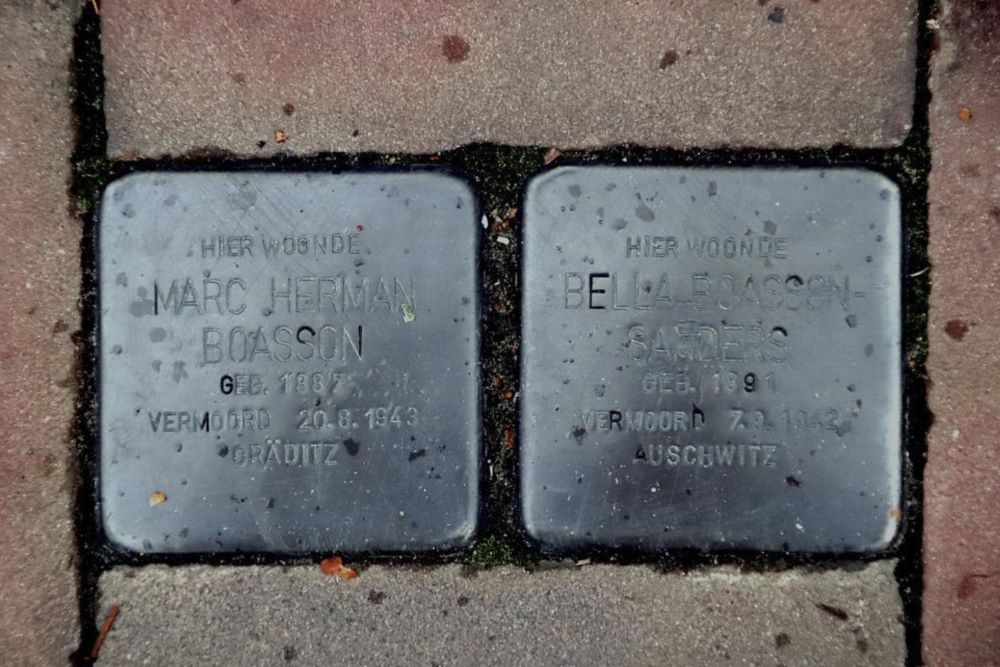 HIER WOONDE
MARC HERMAN
BOASSON
GEB. 1887
VERMOORD 20.8.1943
GRÄDITZ
HIER WOONDE
BELLA BOASSON-
SANDERS
GEB. 1891
VERMOORD 7.9.1942
AUSCHWITZ